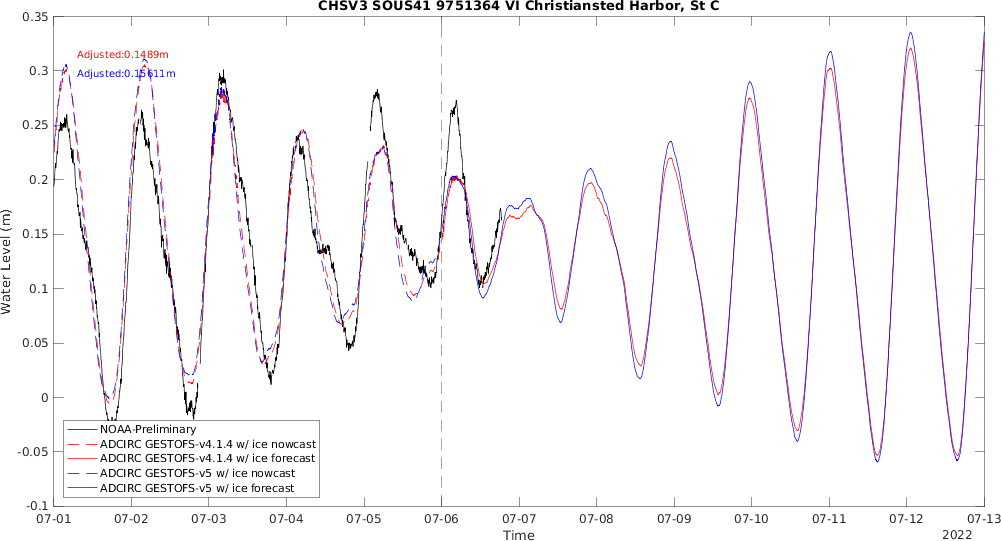 CHSV3 SOUS41 9751364 VI Christiansted Harbor, St C
0.35
0.3
0.25
0.2
0.15
0.1
0.05
0
-0.05
-0.1
Water Level (m)
Adjusted:0.1489m
Adjusted:0.15611m
NOAA-Preliminary
ADCIRC GESTOFS-v4.1.4 w/ ice nowcast
ADCIRC GESTOFS-v4.1.4 w/ ice forecast
ADCIRC GESTOFS-v5 w/ ice nowcast
ADCIRC GESTOFS-v5 w/ ice forecast
07-01 07-02 07-03 07-04 07-05 07-06 07-07 07-08 07-09 07-10 07-11 07-12 07-13
Time
2022